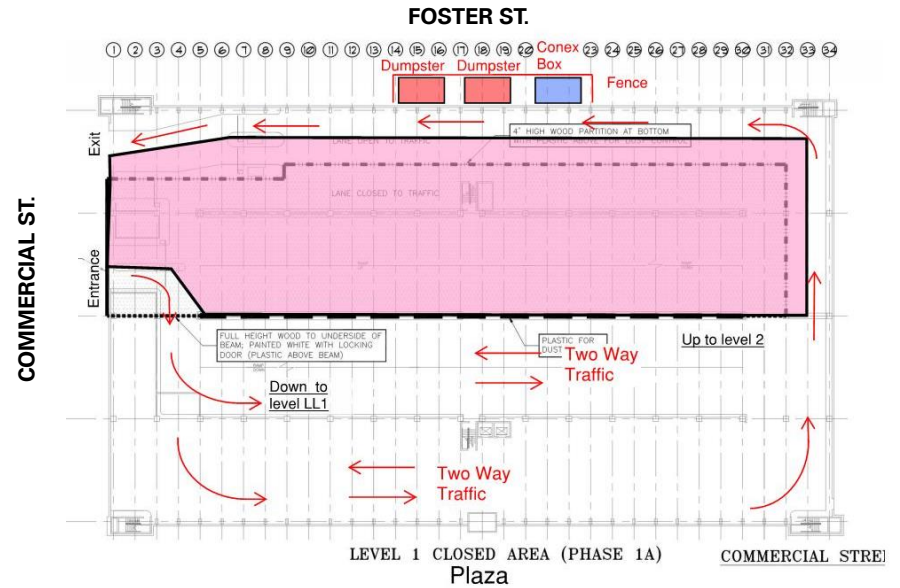 FOSTER ST.
1 2 3 4 5 6 7 8 9 10 11 12 13 14 15 16 17 18 19 20 23 24 25 26 27 28 29 30 31 32 33 34
Conex
Box
Dumpster Dumpster
Fence
4" HIGH WOOD PARTITION AT BOTTOM
WITH PLASTIC ABOVE FOR DUST CONTROL
LANE OPEN TO TRAFFIC
Exit
LANE CLOSED TO TRAFFIC
COMMERCIAL ST.
Entrance
FULL HEIGHT WOOD TO UNDERSIDE OF
BEAM; PAINTED WHITE WITH LOCKING
DOOR (PLASTIC ABOVE BEAM)
PLASTIC FOR
DUST
Up to level 2
Two Way
Traffic
Down to
level LL1
Two Way
Traffic
LEVEL 1 CLOSED AREA (PHASE 1A)
COMMERCIAL STRE
Plaza